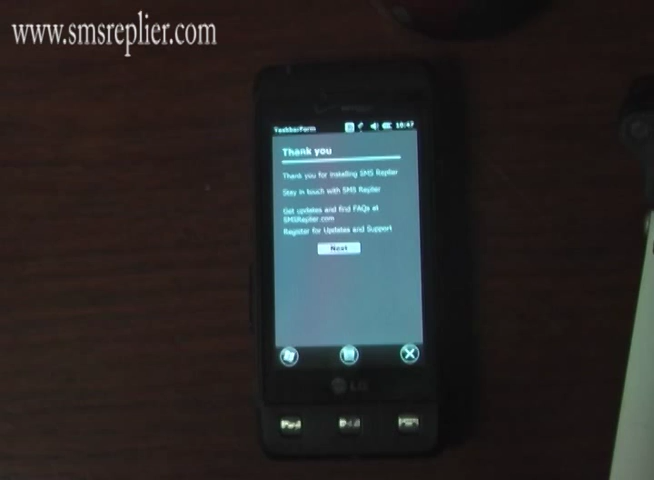 www.smsreplier.com
TaskbarForm
10:47
Thank you
Thank you for installing SMS Replier
Stay in touch with SMS Replier
Get updates and find FAQs at
SMSReplier.com
Register for Updates and Support
Next
LG